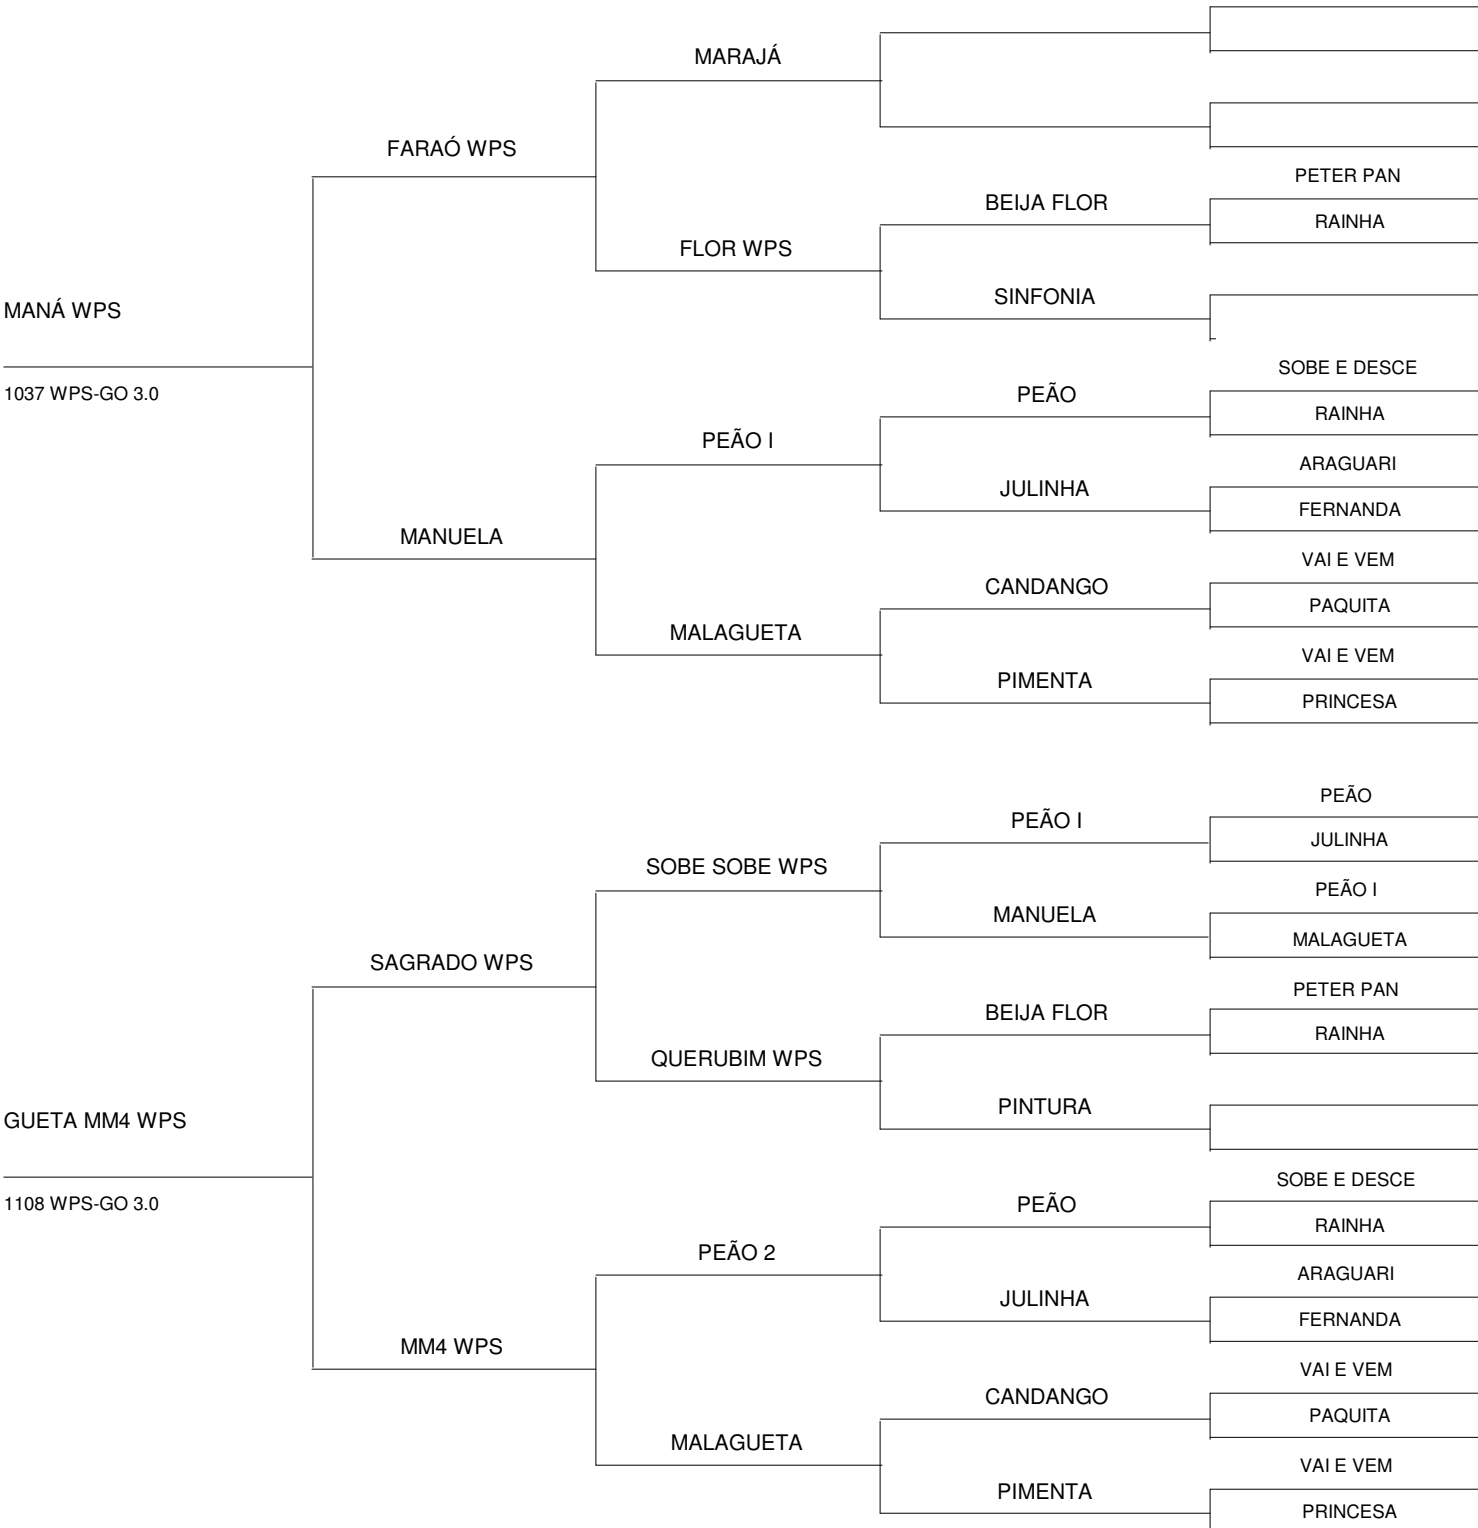 MARAJÁ
FARAÓ WPS
PETER PAN
BEIJA FLOR
RAINHA
FLOR WPS
SINFONIA
MANÁ WPS
SOBE E DESCE
1037 WPS-GO 3.0
PEÃO
RAINHA
PEÃO I
ARAGUARI
JULINHA
FERNANDA
MANUELA
VAI E VEM
CANDANGO
PAQUITA
MALAGUETA
VAI E VEM
PIMENTA
PRINCESA
PEÃO
PEÃO I
JULINHA
SOBE SOBE WPS
PEÃO I
MANUELA
MALAGUETA
SAGRADO WPS
PETER PAN
BEIJA FLOR
RAINHA
QUERUBIM WPS
PINTURA
GUETA MM4 WPS
SOBE E DESCE
1108 WPS-GO 3.0
PEÃO
RAINHA
PEÃO 2
ARAGUARI
JULINHA
FERNANDA
MM4 WPS
VAI E VEM
CANDANGO
PAQUITA
MALAGUETA
VAI E VEM
PIMENTA
PRINCESA